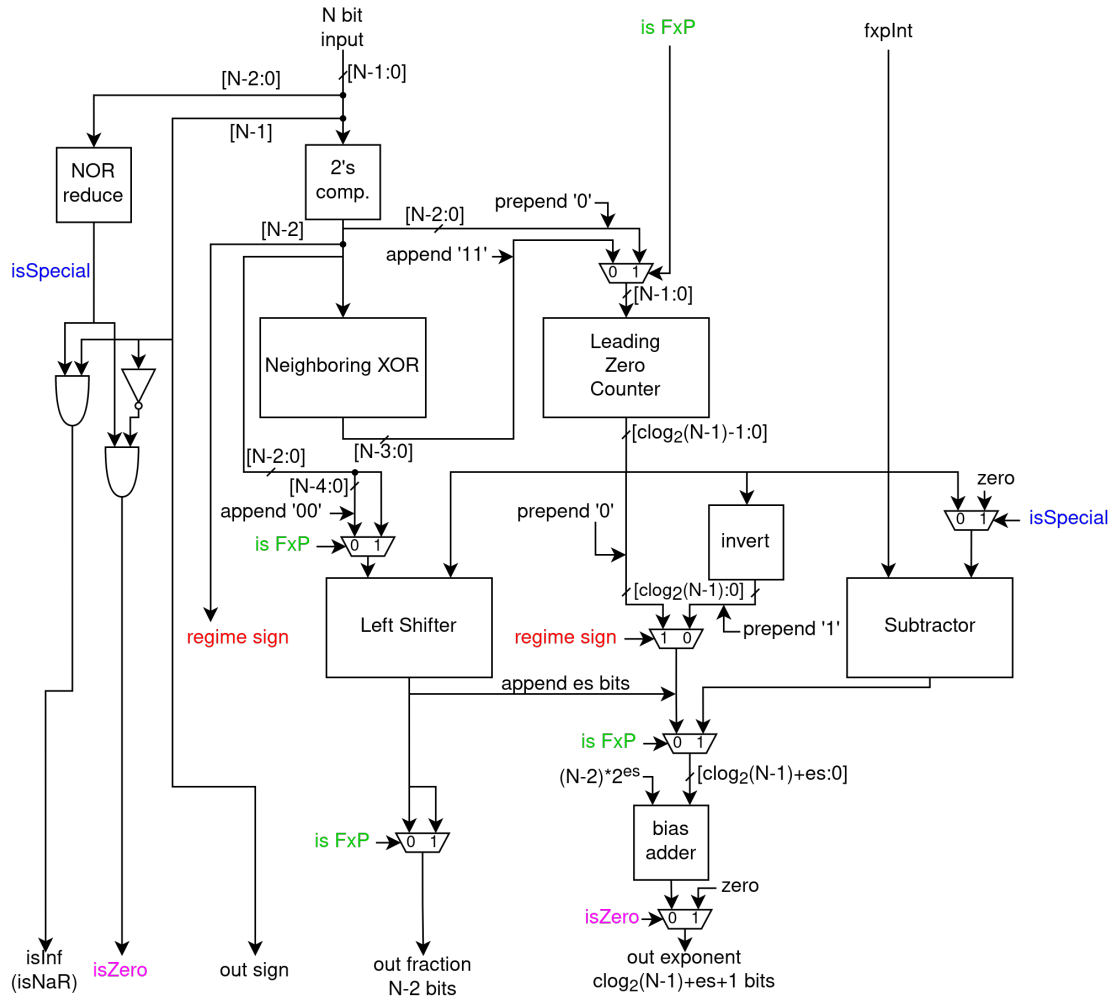 N bit
input
is FxP
fxpInt
[N-2:0]
[N-1:0]
[N-1]
NOR
reduce
2's
comp.
prepend '0'
[N-2:0]
[N-2]
append '11'
isSpecial
0 1
[N-1:0]
Neighboring XOR
Leading
Zero
Counter
[clog2(N-1)-1:0]
[N-3:0]
[N-2:0]
[N-4:0]
zero
append '00'
prepend '0'
0 1
isSpecial
is FxP
0 1
invert
[clog2(N-1):0]
regime sign
Left Shifter
regime sign
1 0
prepend '1'
Subtractor
append es bits
is FxP
0 1
(N-2)*2es
[clog2(N-1)+es:0]
is FxP
0 1
bias
adder
zero
isZero
0 1
isInf
(isNaR)
isZero
out sign
out fraction
N-2 bits
out exponent
clog2(N-1)+es+1 bits